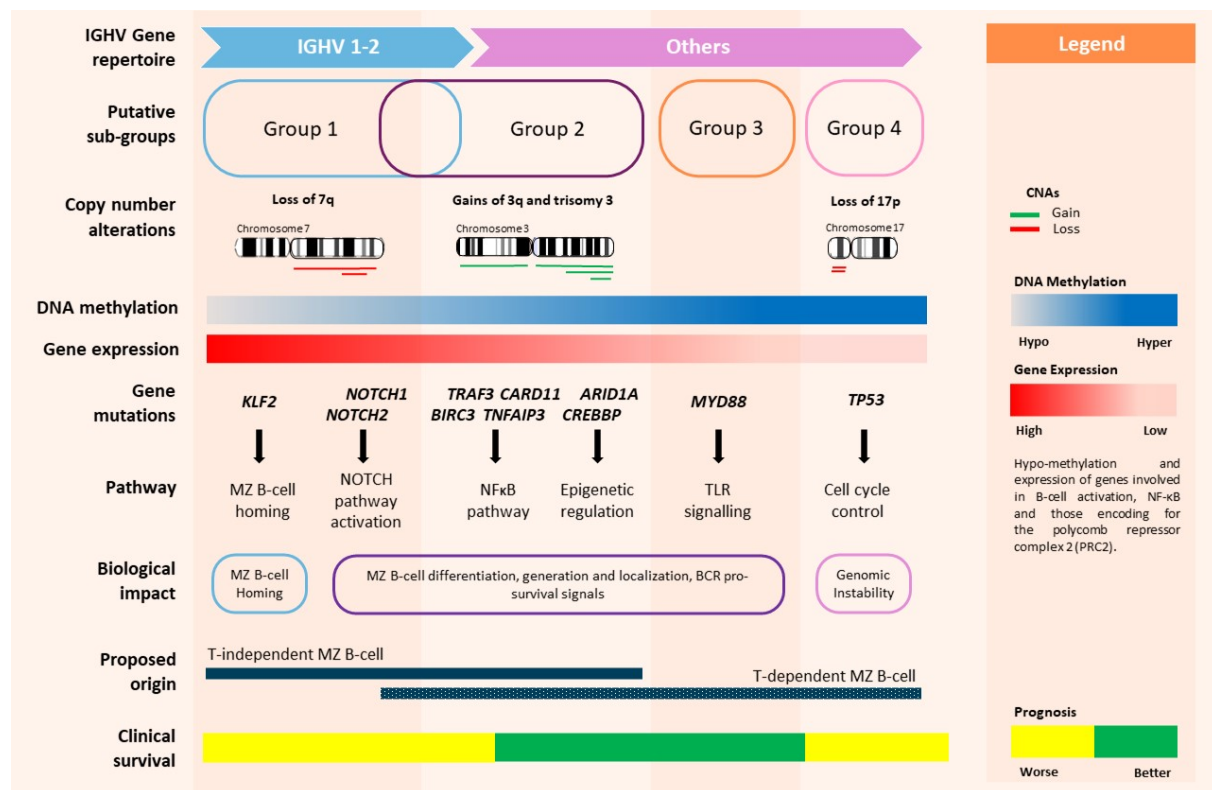 IGHV Gene
repertoire
IGHV 1-2
Others
Legend
Putative
sub-groups
Group 1
Group 2
Group 3
Group 4
Copy number
alterations
Loss of 7q
Gains of 3q and trisomy 3
Loss of 17p
Chromosome 7
Chromosome 3
Chromosome 17
CNAs
Gain
Loss
DNA methylation
DNA Methylation
Hypo
Hyper
Gene expression
Gene Expression
High
Low
Gene
mutations
KLF2
NOTCH1
NOTCH2
TRAF3 CARD11
BIRC3 TNFAIP3
ARID1A
CREBBP
MYD88
TP53
Pathway
MZ B-cell
homing
NOTCH
pathway
activation
NFκB
pathway
Epigenetic
regulation
TLR
signalling
Cell cycle
control
Hypo-methylation and
expression of genes involved
in B-cell activation, NF-κB
and those encoding for
the polycomb repressor
complex 2 (PRC2).
Biological
impact
MZ B-cell
Homing
MZ B-cell differentiation, generation and localization, BCR pro-
survival signals
Genomic
Instability
Proposed
origin
T-independent MZ B-cell
T-dependent MZ B-cell
Clinical
survival
Prognosis
Worse
Better